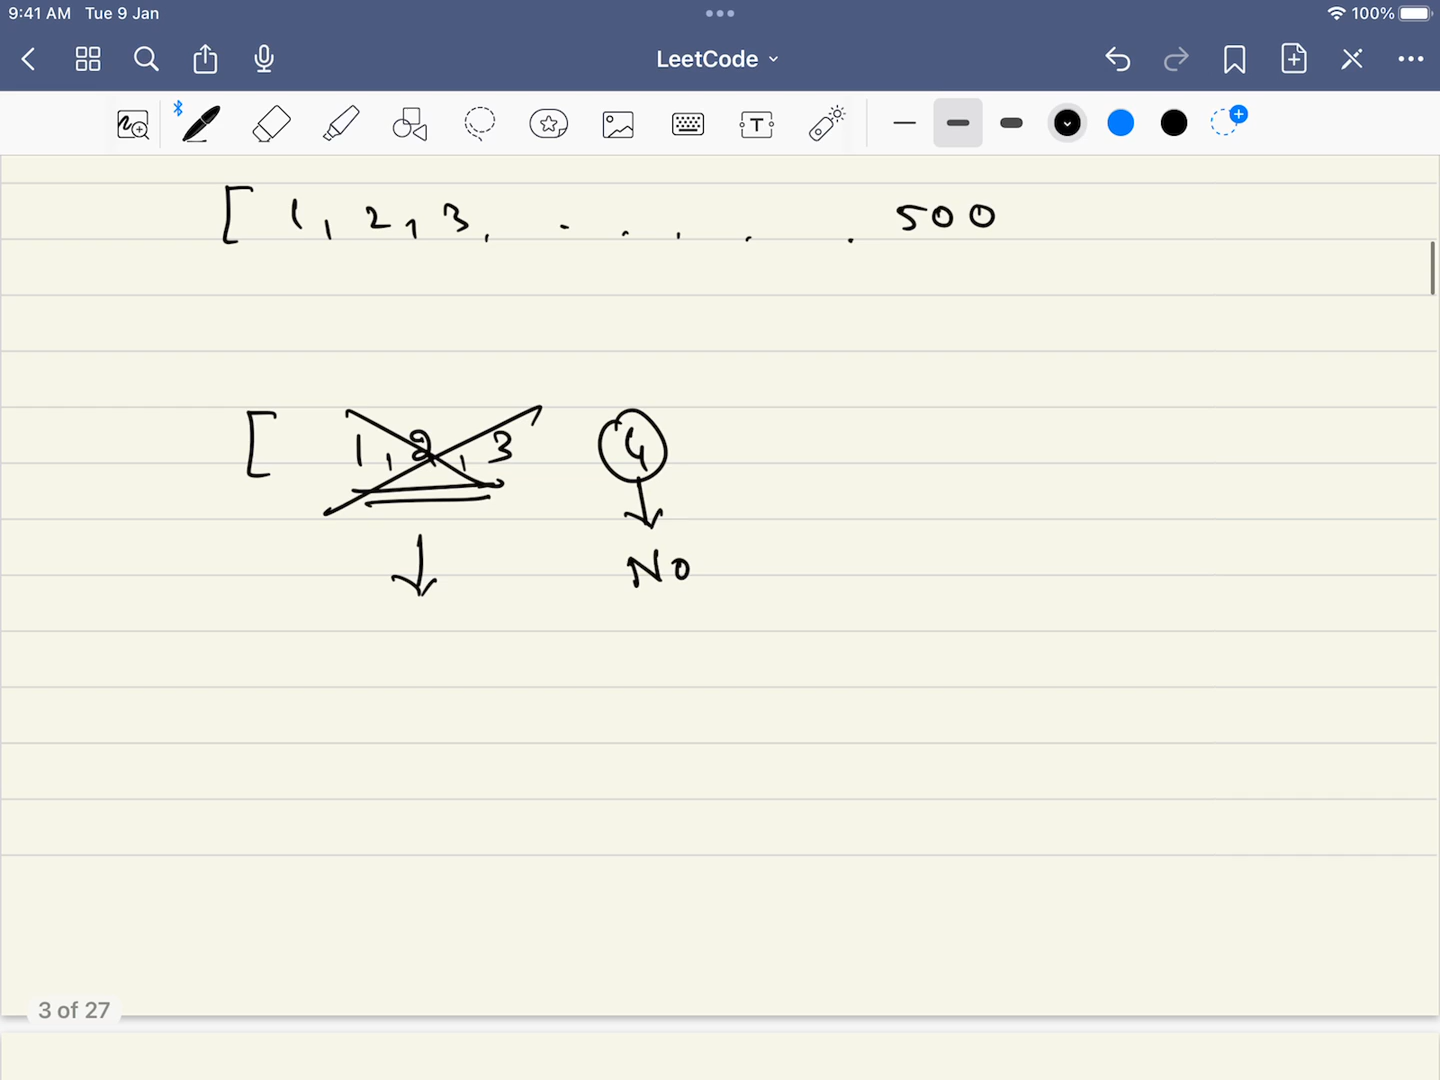 9:41 AM Tue 9 Jan 100%
LeetCode
T
[ 1, 2, 3, . . . . . 500
[ 1, 2, 3 4
No
3 of 27